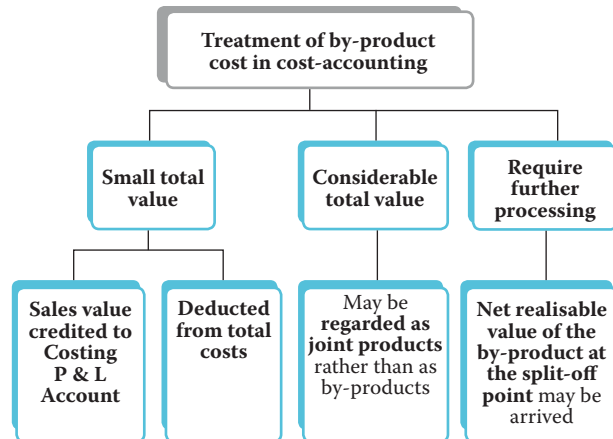 Treatment of by-product
cost in cost-accounting
Small total
value
Considerable
total value
Require
further
processing
Sales value
credited to
Costing
P & L
Account
Deducted
from total
costs
May be
regarded as
joint products
rather than as
by-products
Net realisable
value of the
by-product at
the split-off
point may be
arrived